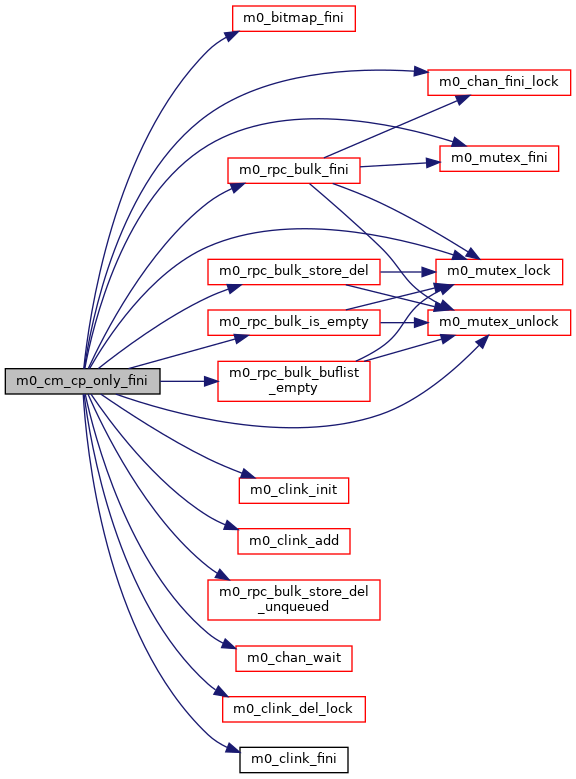 m0_bitmap_fini
m0_chan_fini_lock
m0_mutex_fini
m0_rpc_bulk_fini
m0_rpc_bulk_store_del
m0_mutex_lock
m0_rpc_bulk_is_empty
m0_mutex_unlock
m0_cm_cp_only_fini
m0_rpc_bulk_buflist
_empty
m0_clink_init
m0_clink_add
m0_rpc_bulk_store_del
_unqueued
m0_chan_wait
m0_clink_del_lock
m0_clink_fini